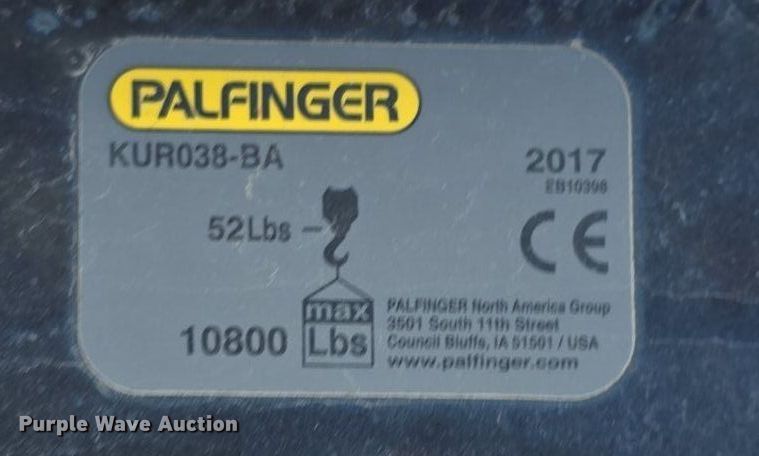 PALFINGER
KUR038-BA
2017
EB10398
52Lbs
CE
max
10800 Lbs
PALFINGER North America Group
3501 South 11th Street
Council Bluffs, IA 51501 / USA
www.palfinger.com
Purple Wave Auction